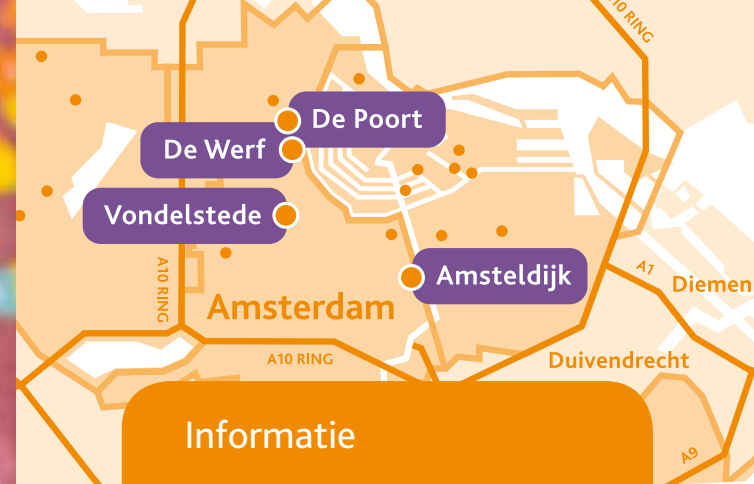 A10 RING
De Poort
De Werf
Vondelstede
Amsteldijk
A10 RING
A1
Diemen
Amsterdam
A10 RING
Duivendrecht
Informatie
A9